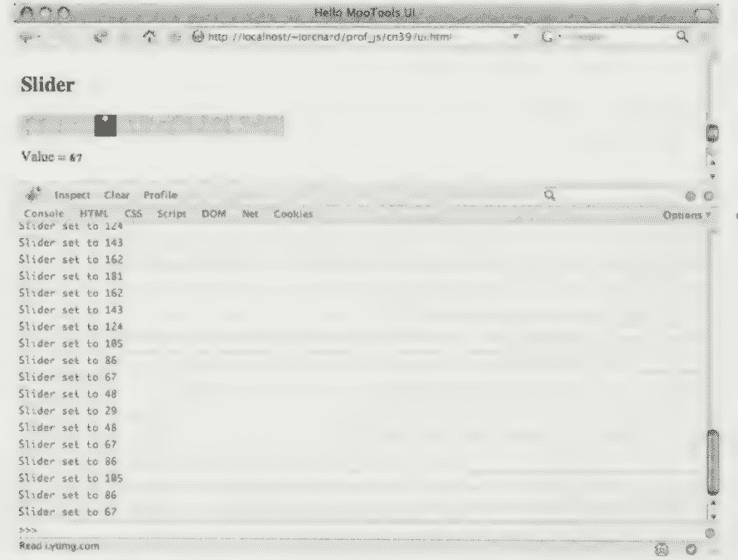 Hello MooTools UI
http://localhost/~lorchard/prof_js/ch39/ui.html
Slider
Value = 67
Inspect Clear Profile
Console HTML CSS Script DOM Net Cookies Options
Slider set to 124
Slider set to 143
Slider set to 162
Slider set to 181
Slider set to 162
Slider set to 143
Slider set to 124
Slider set to 105
Slider set to 86
Slider set to 67
Slider set to 48
Slider set to 29
Slider set to 48
Slider set to 67
Slider set to 86
Slider set to 105
Slider set to 86
Slider set to 67
>>>
Read i.yimg.com